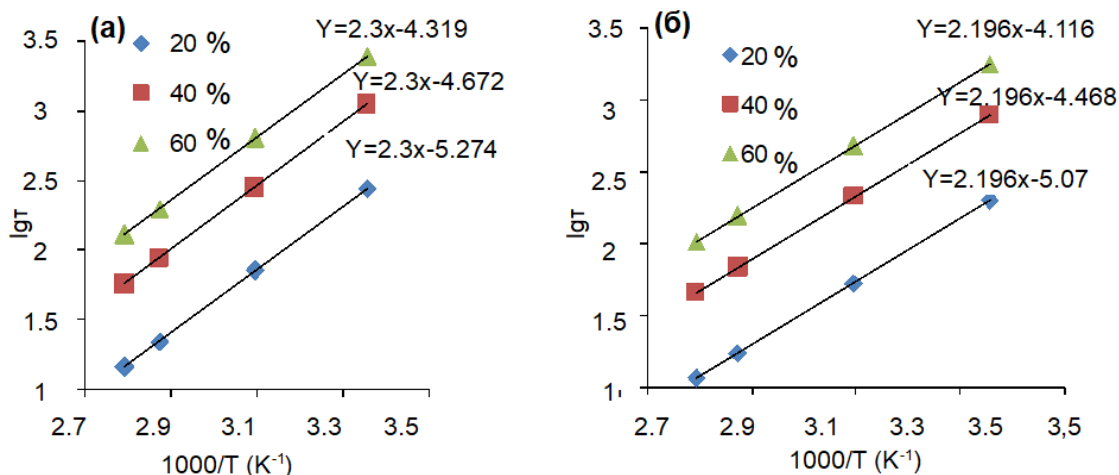 (а)
Y=2.3x-4.319
3.5
20 %
40 %
Y=2.3x-4.672
3
60 %
Y=2.3x-5.274
2.5
lgτ
2
1.5
1
2.7 2.9 3.1 3.3 3.5
1000/T (K⁻¹)
(б)
Y=2.196x-4.116
3.5
20 %
40 %
Y=2.196x-4.468
3
60 %
Y=2.196x-5.07
2.5
lgτ
2
1.5
1
2.7 2.9 3.1 3.3 3.5 3,5
1000/T (K⁻¹)